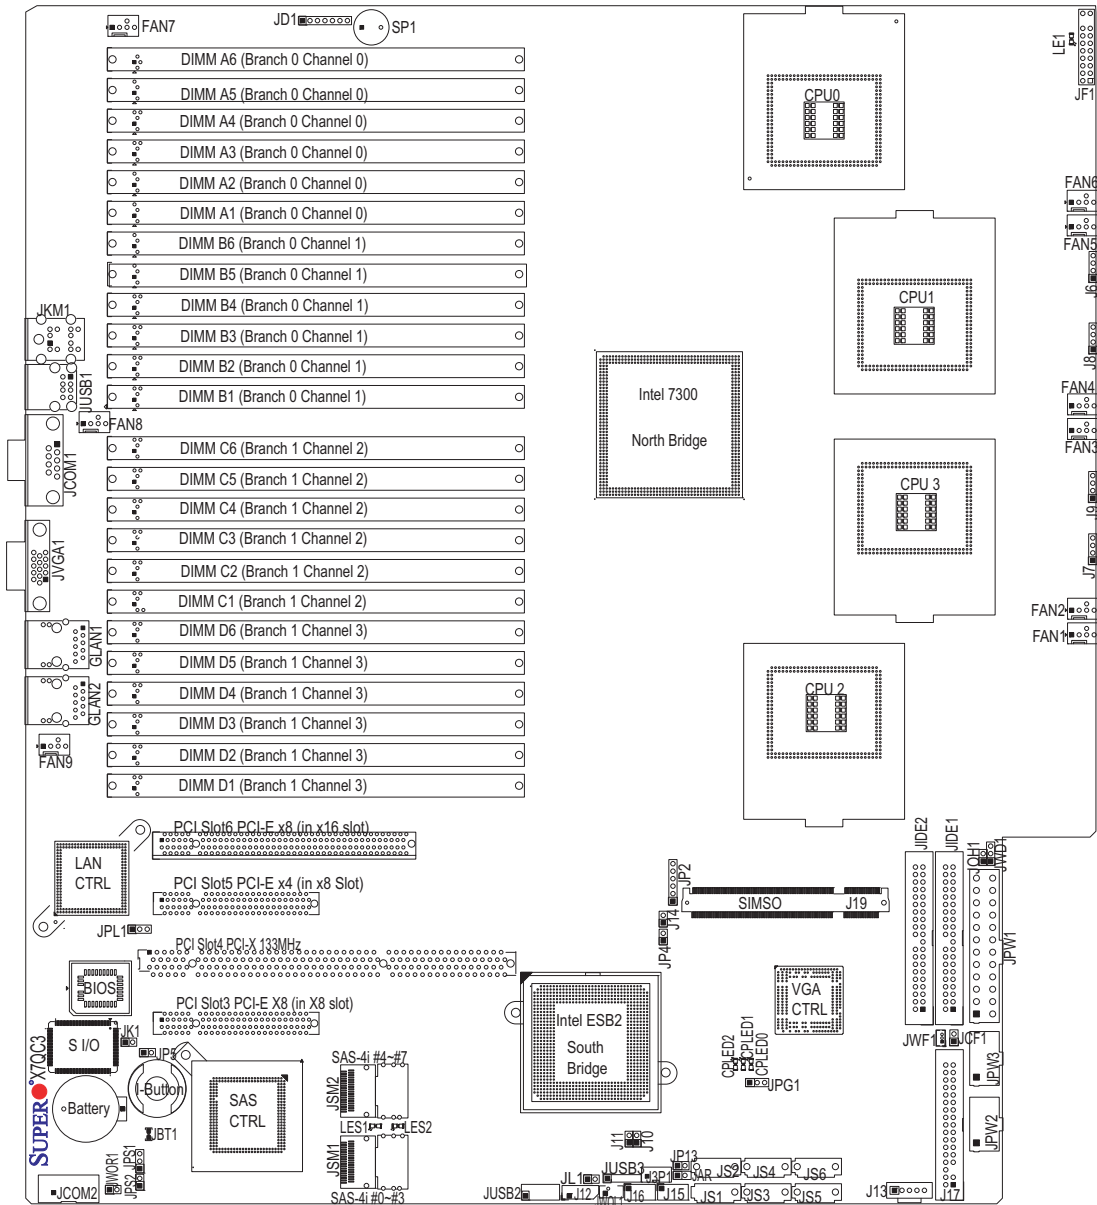 FAN7
JD1
SP1
LE1
JF1
DIMM A6 (Branch 0 Channel 0)
DIMM A5 (Branch 0 Channel 0)
DIMM A4 (Branch 0 Channel 0)
DIMM A3 (Branch 0 Channel 0)
DIMM A2 (Branch 0 Channel 0)
DIMM A1 (Branch 0 Channel 0)
DIMM B6 (Branch 0 Channel 1)
DIMM B5 (Branch 0 Channel 1)
DIMM B4 (Branch 0 Channel 1)
DIMM B3 (Branch 0 Channel 1)
DIMM B2 (Branch 0 Channel 1)
DIMM B1 (Branch 0 Channel 1)
CPU0
FAN6
FAN5
J6
CPU1
J8
JKM1
JUSB1
FAN8
Intel 7300
North Bridge
FAN4
FAN3
JCOM1
DIMM C6 (Branch 1 Channel 2)
DIMM C5 (Branch 1 Channel 2)
DIMM C4 (Branch 1 Channel 2)
DIMM C3 (Branch 1 Channel 2)
DIMM C2 (Branch 1 Channel 2)
DIMM C1 (Branch 1 Channel 2)
DIMM D6 (Branch 1 Channel 3)
DIMM D5 (Branch 1 Channel 3)
DIMM D4 (Branch 1 Channel 3)
DIMM D3 (Branch 1 Channel 3)
DIMM D2 (Branch 1 Channel 3)
DIMM D1 (Branch 1 Channel 3)
CPU 3
J9
J7
JVGA1
FAN2
FAN1
GLAN1
GLAN2
CPU 2
FAN9
PCI Slot6 PCI-E x8 (in x16 slot)
LAN
CTRL
PCI Slot5 PCI-E x4 (in x8 Slot)
JPL1
PCI Slot4 PCI-X 133MHz
BIOS
PCI Slot3 PCI-E X8 (in X8 slot)
JP2
J14
JP4
SIMSO
J19
JIDE2
JIDE1
JOH1
JWD1
JPW1
VGA
CTRL
Intel ESB2
South
Bridge
S I/O
JK1
JP5
X7QC3
SUPER
I-Button
Battery
JBT1
SAS
CTRL
SAS-4i #4~#7
JSM2
LES1
LES2
JSM1
SAS-4i #0~#3
CPLED2
CPLED1
CPLED0
JPG1
JWF1
JCF1
JPW3
JPW2
J11
J10
JCOM2
JWOR1
JPS1
JPS2
JUSB2
JL1
J12
JUSB3
J16
J3P1
J15
JP13
JAR
JS2
JS4
JS6
JS1
JS3
JS5
J13
J17